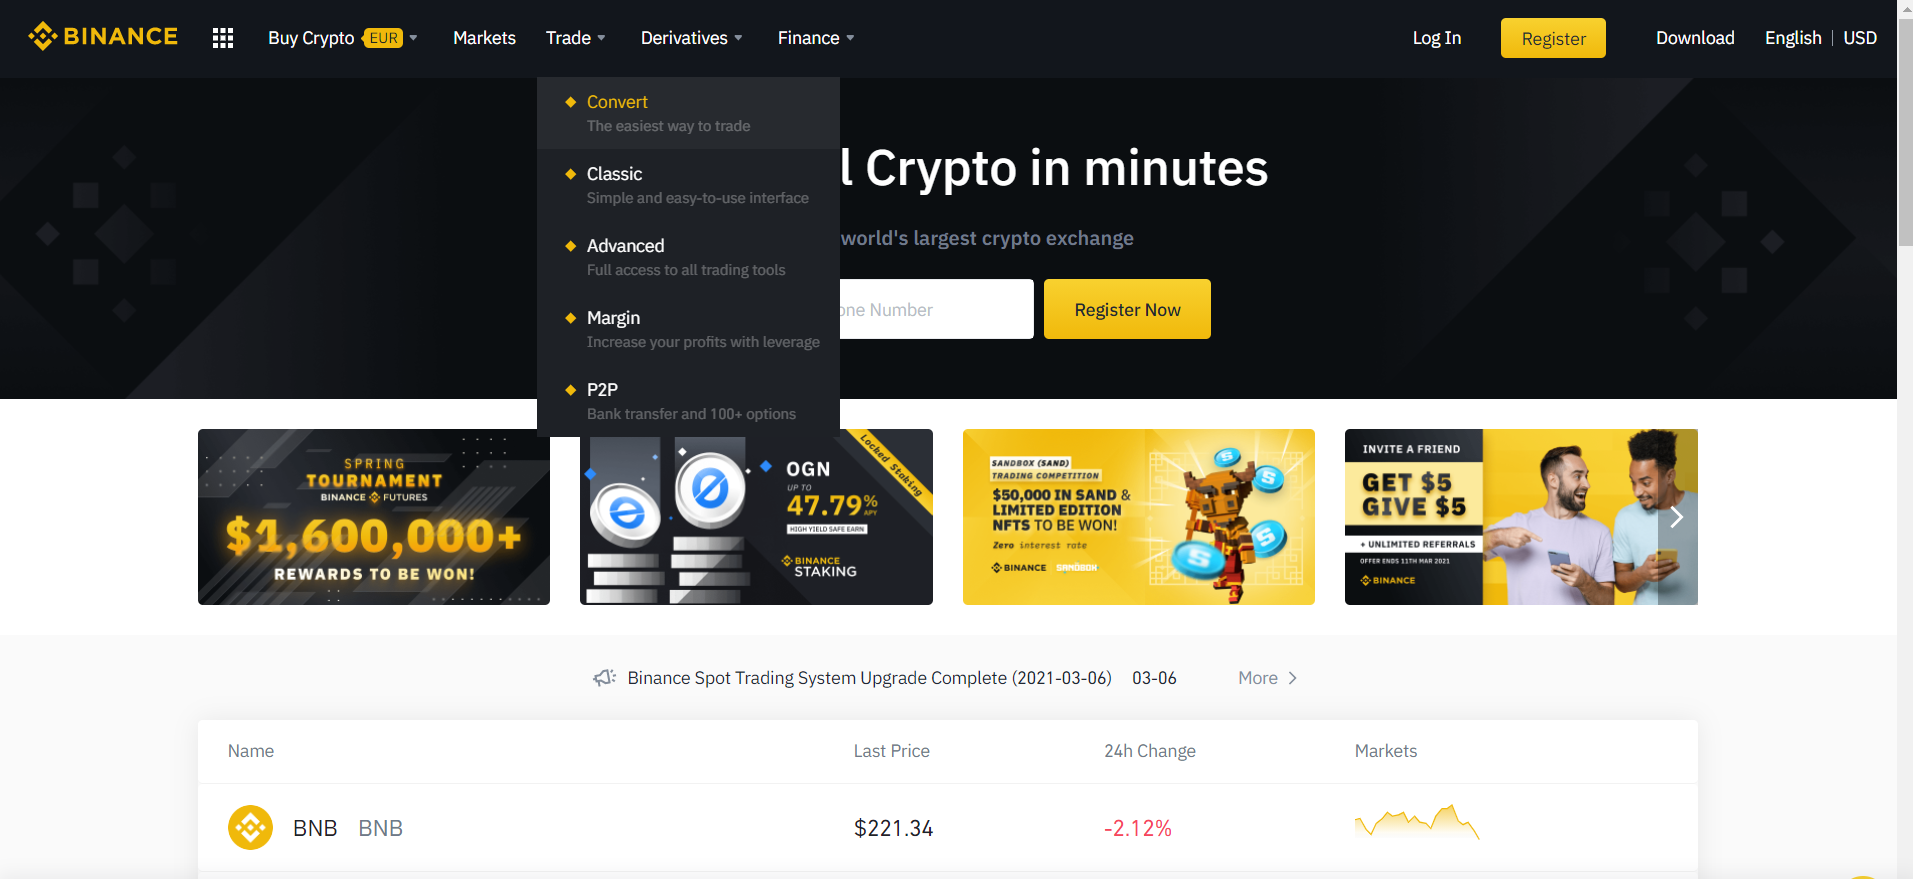 BINANCE
Buy Crypto EUR
Markets
Trade
Derivatives
Finance
Log In
Register
Download
English
USD
Convert
The easiest way to trade
Classic
Simple and easy-to-use interface
Advanced
Full access to all trading tools
Margin
Increase your profits with leverage
P2P
Bank transfer and 100+ options
l Crypto in minutes
world's largest crypto exchange
one Number
Register Now
SPRING
TOURNAMENT
BINANCE FUTURES
$1,600,000+
REWARDS TO BE WON!
OGN
UP TO
47.79% APY
HIGH YIELD SAFE EARN
BINANCE
STAKING
Locked Staking
SANDBOX (SAND)
TRADING COMPETITION
$50,000 IN SAND &
LIMITED EDITION
NFTS TO BE WON!
Zero interest rate
BINANCE SANDBOX
INVITE A FRIEND
GET $5
GIVE $5
+ UNLIMITED REFERRALS
OFFER ENDS 11TH MAR 2021
BINANCE
Binance Spot Trading System Upgrade Complete (2021-03-06) 03-06 More
Name Last Price 24h Change Markets
BNB BNB $221.34 -2.12%